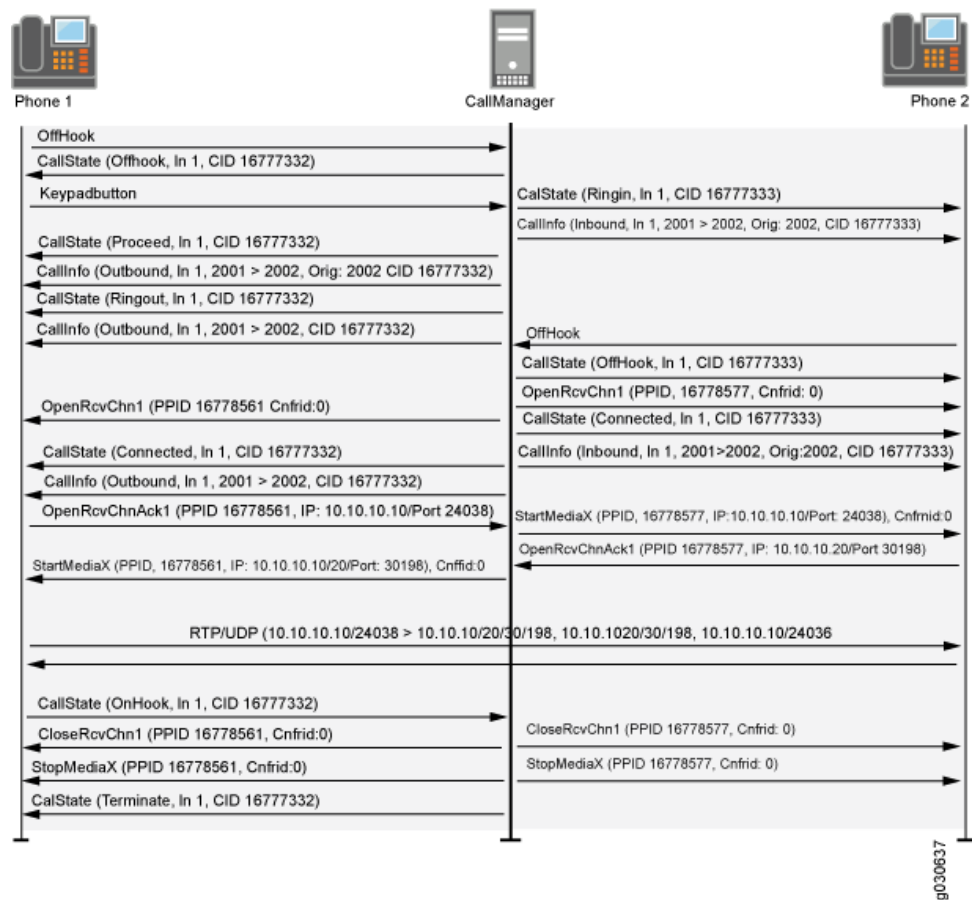 Phone 1
CallManager
Phone 2
OffHook
CallState (Offhook, In 1, CID 16777332)
Keypadbutton
CalState (Ringin, In 1, CID 16777333)
CallInfo (Inbound, In 1, 2001 > 2002, Orig: 2002, CID 16777333)
CallState (Proceed, In 1, CID 16777332)
CallInfo (Outbound, In 1, 2001 > 2002, Orig: 2002 CID 16777332)
CallState (Ringout, In 1, CID 16777332)
CallInfo (Outbound, In 1, 2001 > 2002, CID 16777332)
OffHook
CallState (OffHook, In 1, CID 16777333)
OpenRcvChn1 (PPID, 16778577, Cnfrid: 0)
OpenRcvChn1 (PPID 16778561 Cnfrid:0)
CallState (Connected, In 1, CID 16777333)
CallState (Connected, In 1, CID 16777332)
CallInfo (Inbound, In 1, 2001>2002, Orig:2002, CID 16777333)
CallInfo (Outbound, In 1, 2001 > 2002, CID 16777332)
OpenRcvChnAck1 (PPID 16778561, IP: 10.10.10.10/Port 24038)
StartMediaX (PPID, 16778577, IP:10.10.10.10/Port: 24038), Cnfrnid:0
OpenRcvChnAck1 (PPID 16778577, IP: 10.10.10.20/Port 30198)
StartMediaX (PPID, 16778561, IP: 10.10.10.10/20/Port: 30198), Cnffid:0
RTP/UDP (10.10.10.10/24038 > 10.10.10/20/30/198, 10.10.1020/30/198, 10.10.10.10/24036
CallState (OnHook, In 1, CID 16777332)
CloseRcvChn1 (PPID 16778561, Cnfrid:0)
CloseRcvChn1 (PPID 16778577, Cnfrid: 0)
StopMediaX (PPID 16778561, Cnfrid:0)
StopMediaX (PPID 16778577, Cnfrid: 0)
CalState (Terminate, In 1, CID 16777332)
g030637